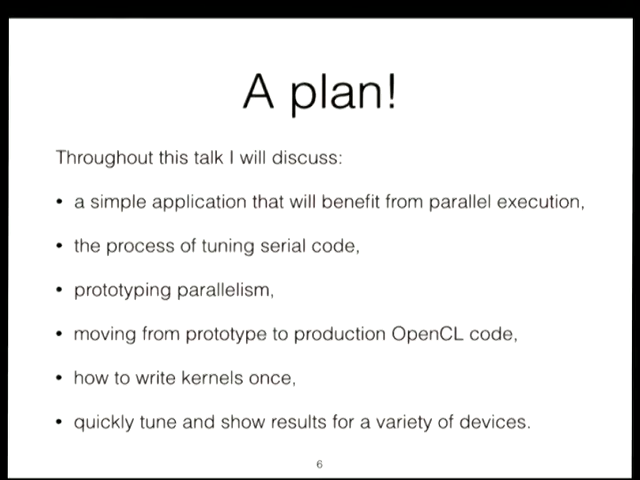 A plan!
Throughout this talk I will discuss:
• a simple application that will benefit from parallel execution,
• the process of tuning serial code,
• prototyping parallelism,
• moving from prototype to production OpenCL code,
• how to write kernels once,
• quickly tune and show results for a variety of devices.
6